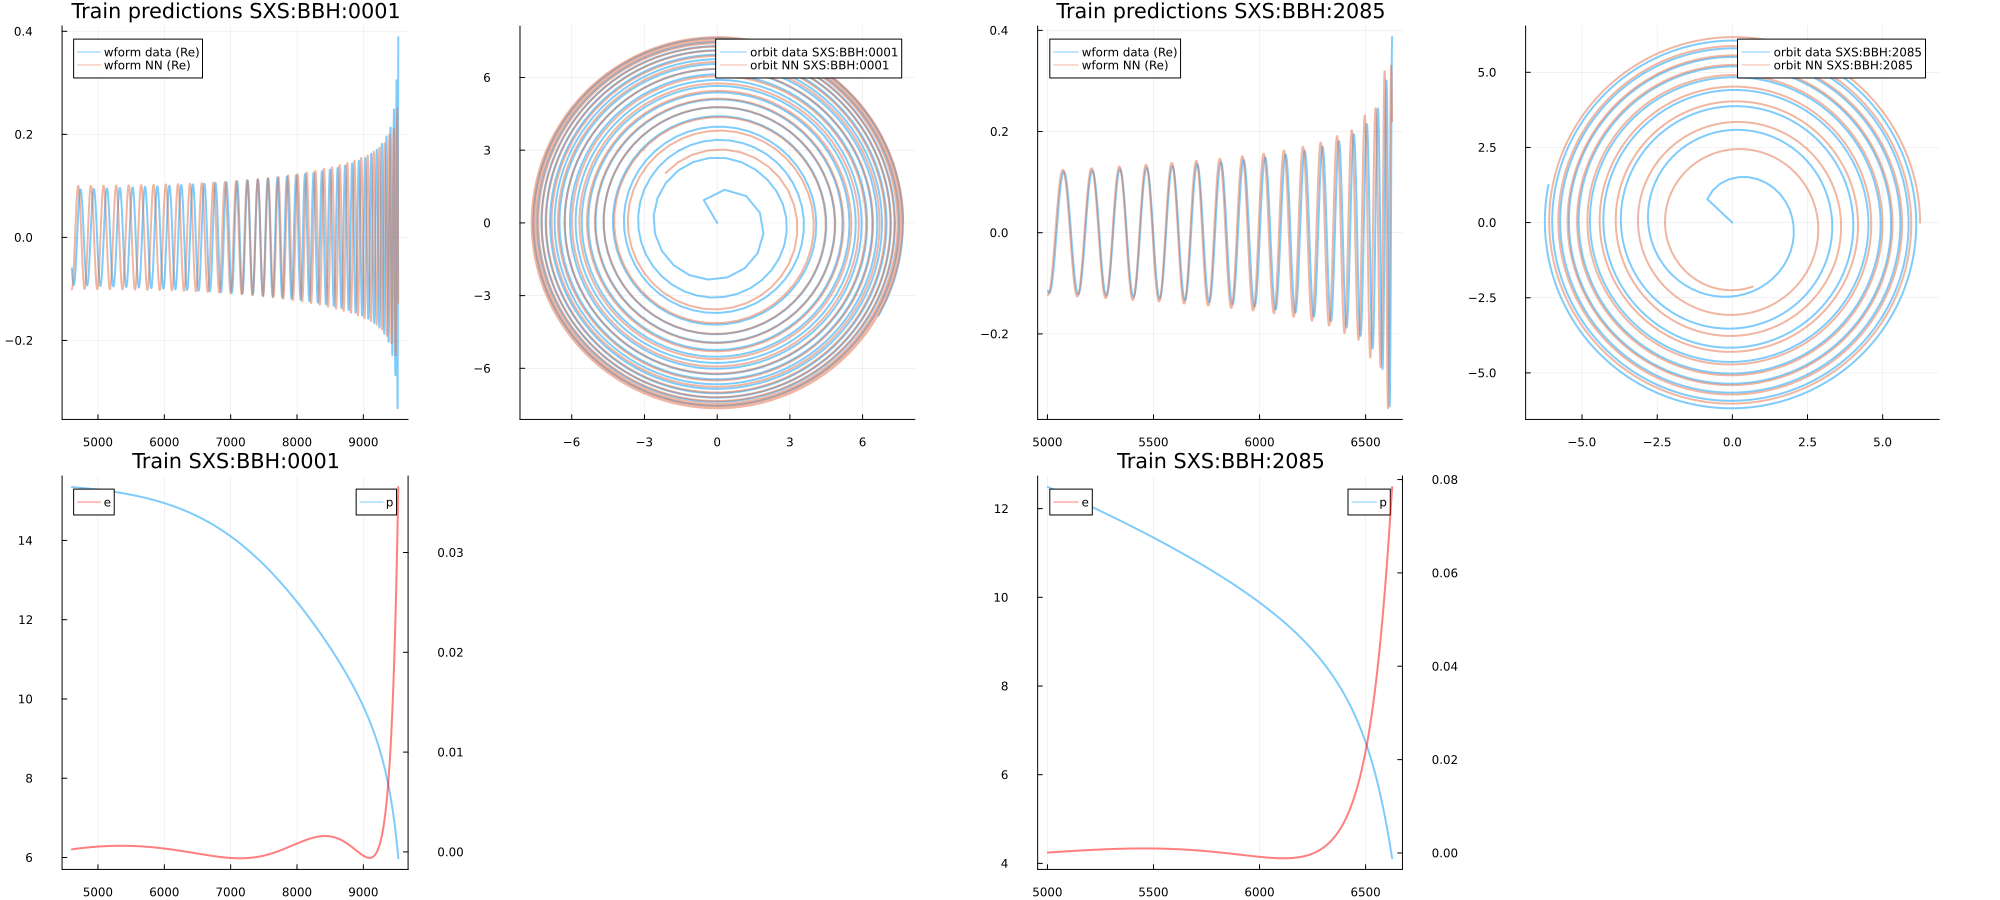 Train predictions SXS:BBH:0001
Train predictions SXS:BBH:2085
wform data (Re)
wform NN (Re)
0.4
0.2
0.0
−0.2
5000 6000 7000 8000 9000
orbit data SXS:BBH:0001
orbit NN SXS:BBH:0001
6
3
0
−3
−6
−6 −3 0 3 6
wform data (Re)
wform NN (Re)
0.4
0.2
0.0
−0.2
5000 5500 6000 6500
orbit data SXS:BBH:2085
orbit NN SXS:BBH:2085
5.0
2.5
0.0
−2.5
−5.0
−5.0 −2.5 0.0 2.5 5.0
Train SXS:BBH:0001
e
p
14
12
10
8
6
0.03
0.02
0.01
0.00
5000 6000 7000 8000 9000
Train SXS:BBH:2085
e
p
12
10
8
6
4
0.08
0.06
0.04
0.02
0.00
5000 5500 6000 6500